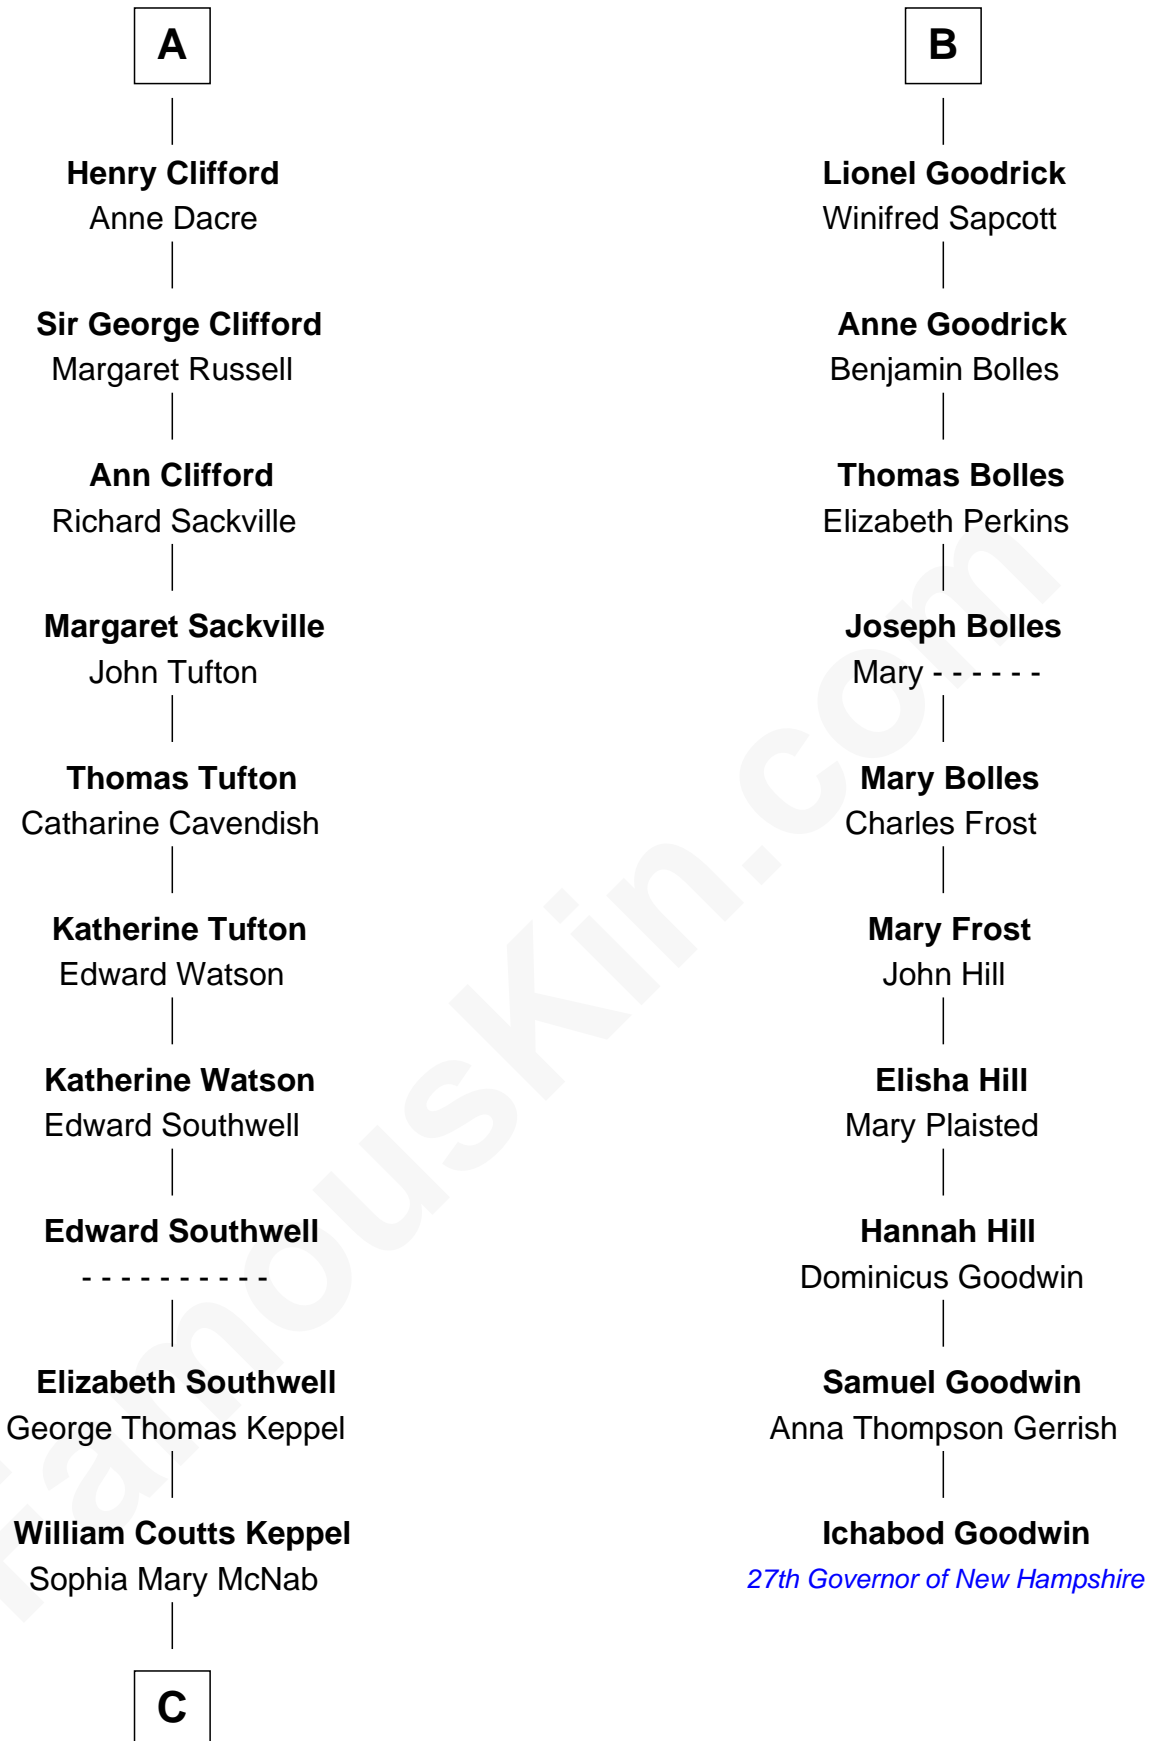 A
Henry Clifford
Anne Dacre
Sir George Clifford
Margaret Russell
Ann Clifford
Richard Sackville
Margaret Sackville
John Tufton
Thomas Tufton
Catharine Cavendish
Katherine Tufton
Edward Watson
Katherine Watson
Edward Southwell
Edward Southwell
- - - - - - - - - -
Elizabeth Southwell
George Thomas Keppel
William Coutts Keppel
Sophia Mary McNab
C
B
Lionel Goodrick
Winifred Sapcott
Anne Goodrick
Benjamin Bolles
Thomas Bolles
Elizabeth Perkins
Joseph Bolles
Mary - - - - - -
Mary Bolles
Charles Frost
Mary Frost
John Hill
Elisha Hill
Mary Plaisted
Hannah Hill
Dominicus Goodwin
Samuel Goodwin
Anna Thompson Gerrish
Ichabod Goodwin
27th Governor of New Hampshire
FamousKin.com